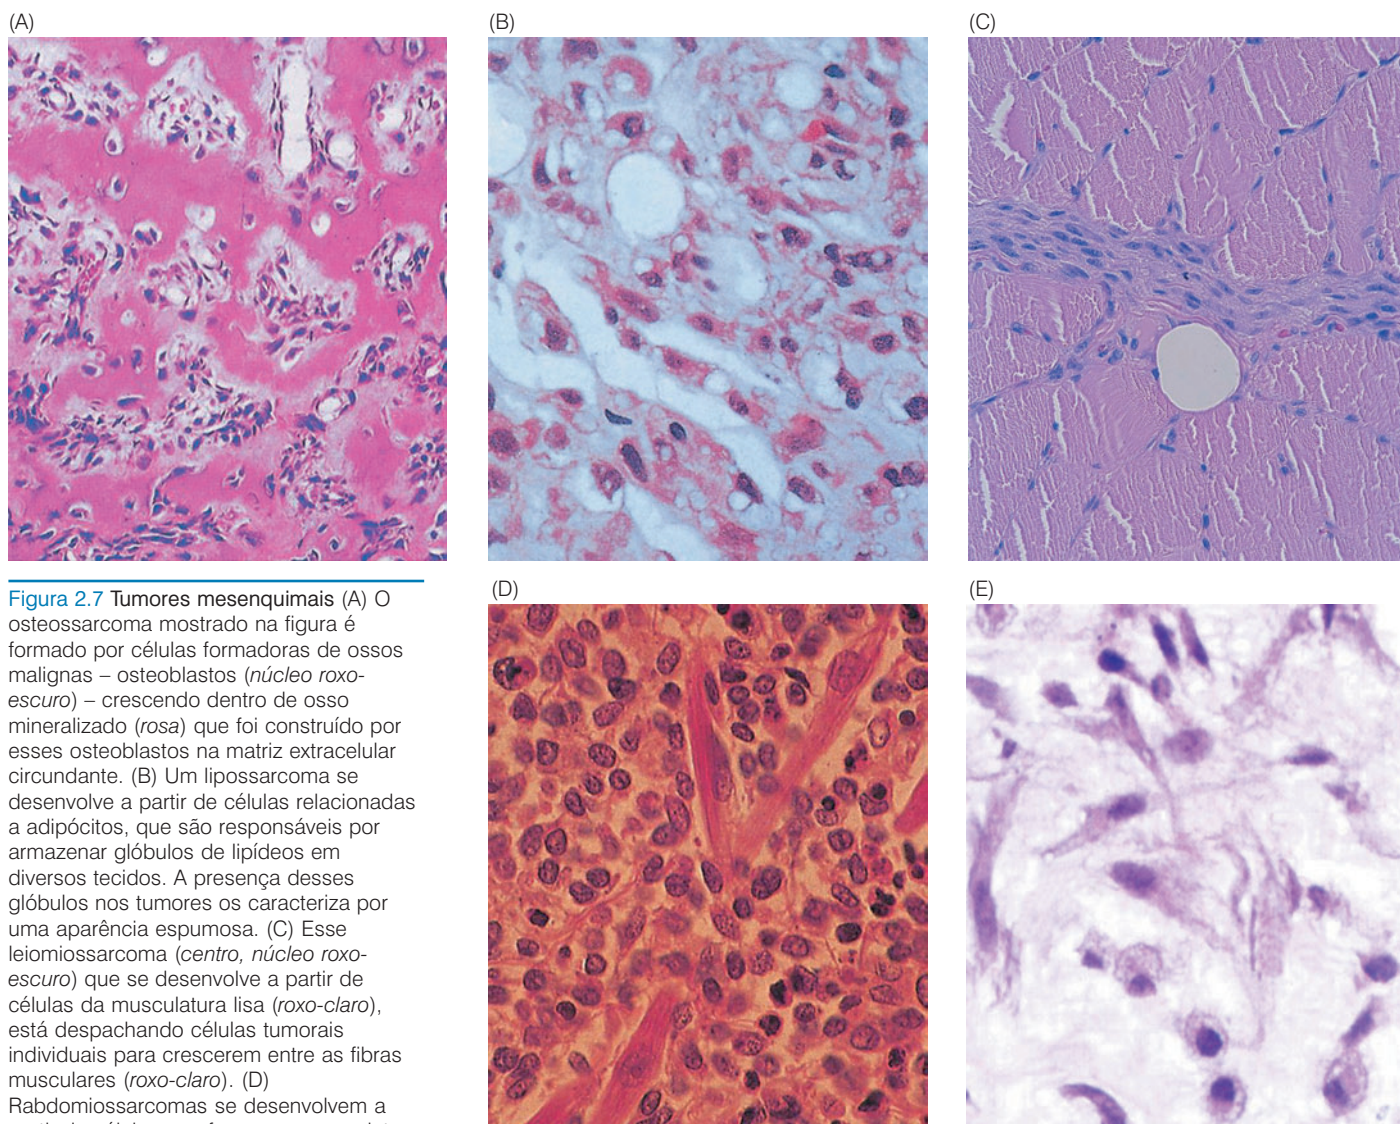 (A)
(B)
(C)
Figura 2.7 Tumores mesenquimais (A) O
osteossarcoma mostrado na figura é
formado por células formadoras de ossos
malignas – osteoblastos (núcleo roxo-
escuro) – crescendo dentro de osso
mineralizado (rosa) que foi construído por
esses osteoblastos na matriz extracelular
circundante. (B) Um lipossarcoma se
desenvolve a partir de células relacionadas
a adipócitos, que são responsáveis por
armazenar glóbulos de lipídeos em
diversos tecidos. A presença desses
glóbulos nos tumores os caracteriza por
uma aparência espumosa. (C) Esse
leiomiossarcoma (centro, núcleo roxo-
escuro) que se desenvolve a partir de
células da musculatura lisa (roxo-claro),
está despachando células tumorais
individuais para crescerem entre as fibras
musculares (roxo-claro). (D)
Rabdomiossarcomas se desenvolvem a
(D)
(E)